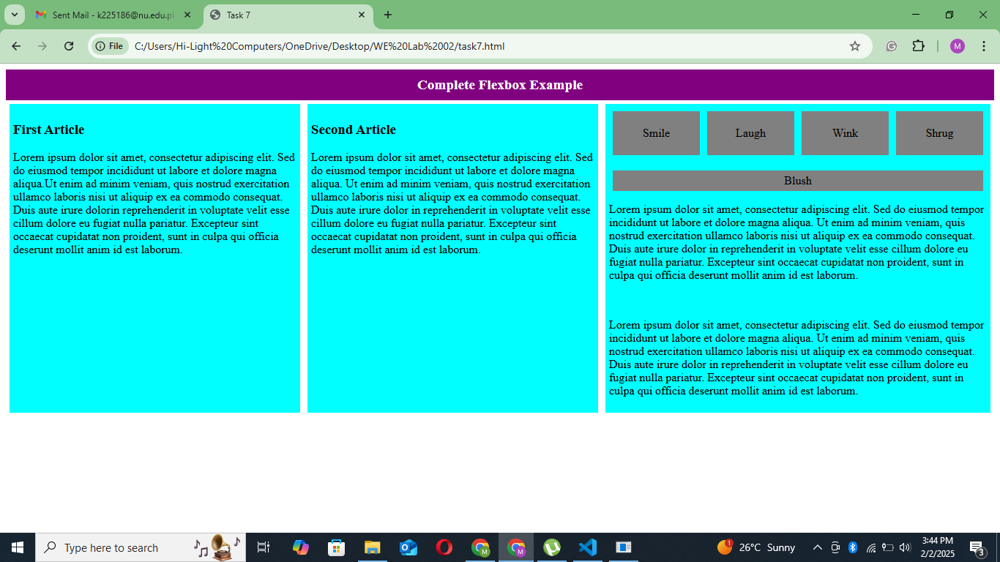 Sent Mail - k225186@nu.edu.p
Task 7
File
C:/Users/Hi-Light%20Computers/OneDrive/Desktop/WE%20Lab%2002/task7.html
M
Complete Flexbox Example
First Article
Lorem ipsum dolor sit amet, consectetur adipiscing elit. Sed
do eiusmod tempor incididunt ut labore et dolore magna
aliqua.Ut enim ad minim veniam, quis nostrud exercitation
ullamco laboris nisi ut aliquip ex ea commodo consequat.
Duis aute irure dolorin reprehenderit in voluptate velit esse
cillum dolore eu fugiat nulla pariatur. Excepteur sint
occaecat cupidatat non proident, sunt in culpa qui officia
deserunt mollit anim id est laborum.
Second Article
Lorem ipsum dolor sit amet, consectetur adipiscing elit. Sed
do eiusmod tempor incididunt ut labore et dolore magna
aliqua. Ut enim ad minim veniam, quis nostrud exercitation
ullamco laboris nisi ut aliquip ex ea commodo consequat.
Duis aute irure dolor in reprehenderit in voluptate velit esse
cillum dolore eu fugiat nulla pariatur. Excepteur sint
occaecat cupidatat non proident, sunt in culpa qui officia
deserunt mollit anim id est laborum.
Smile
Laugh
Wink
Shrug
Blush
Lorem ipsum dolor sit amet, consectetur adipiscing elit. Sed do eiusmod tempor
incididunt ut labore et dolore magna aliqua. Ut enim ad minim veniam, quis
nostrud exercitation ullamco laboris nisi ut aliquip ex ea commodo consequat.
Duis aute irure dolor in reprehenderit in voluptate velit esse cillum dolore eu
fugiat nulla pariatur. Excepteur sint occaecat cupidatat non proident, sunt in
culpa qui officia deserunt mollit anim id est laborum.
Lorem ipsum dolor sit amet, consectetur adipiscing elit. Sed do eiusmod tempor
incididunt ut labore et dolore magna aliqua. Ut enim ad minim veniam, quis
nostrud exercitation ullamco laboris nisi ut aliquip ex ea commodo consequat.
Duis aute irure dolor in reprehenderit in voluptate velit esse cillum dolore eu
fugiat nulla pariatur. Excepteur sint occaecat cupidatat non proident, sunt in
culpa qui officia deserunt mollit anim id est laborum.
Type here to search
M
M
1
26°C Sunny
3:44 PM
2/2/2025
3